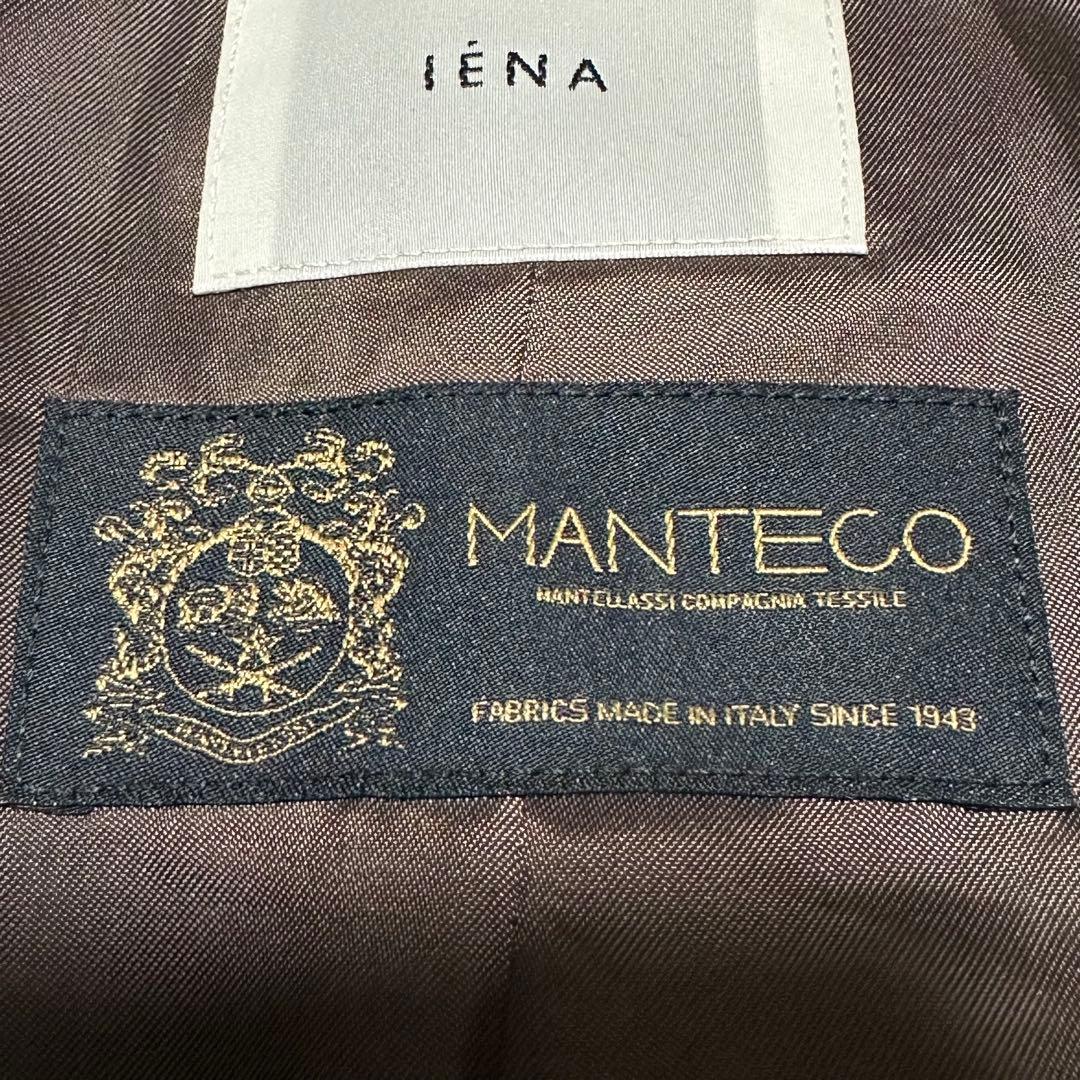 IÉNA
MANTECO
MANTELLASSI COMPAGNIA TESSILE
FABRICS MADE IN ITALY SINCE 1943